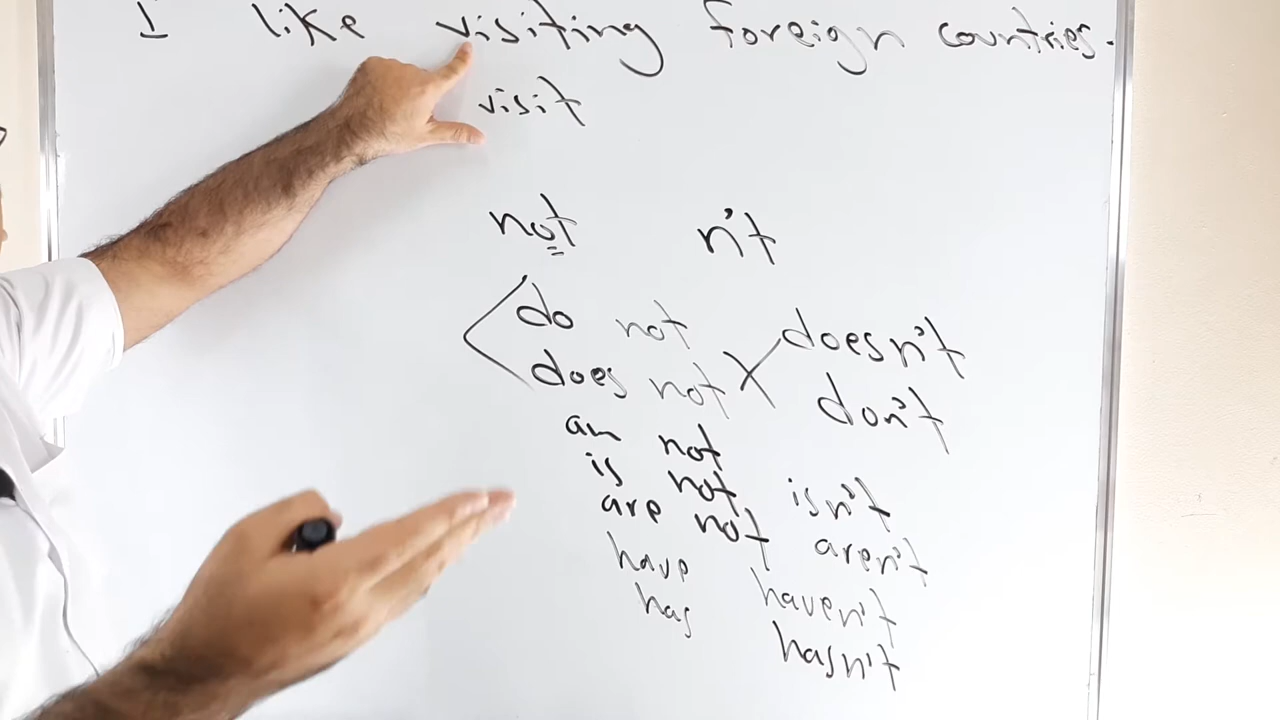 I like visiting foreign countries.
visit
not n't
do not doesn't
does not don't
am not
is not isn't
are not aren't
have haven't
has hasn't